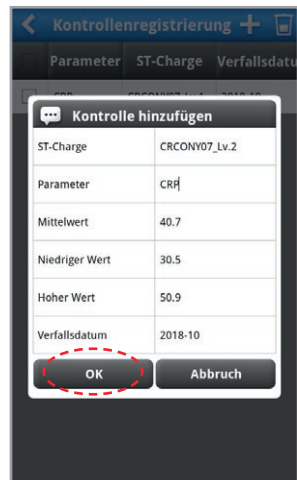 Kontrollenregistrierung
Parameter ST-Charge Verfallsdatu
Kontrolle hinzufügen
ST-Charge CRCONY07_Lv.2
Parameter CRP
Mittelwert 40.7
Niedriger Wert 30.5
Hoher Wert 50.9
Verfallsdatum 2018-10
OK Abbruch